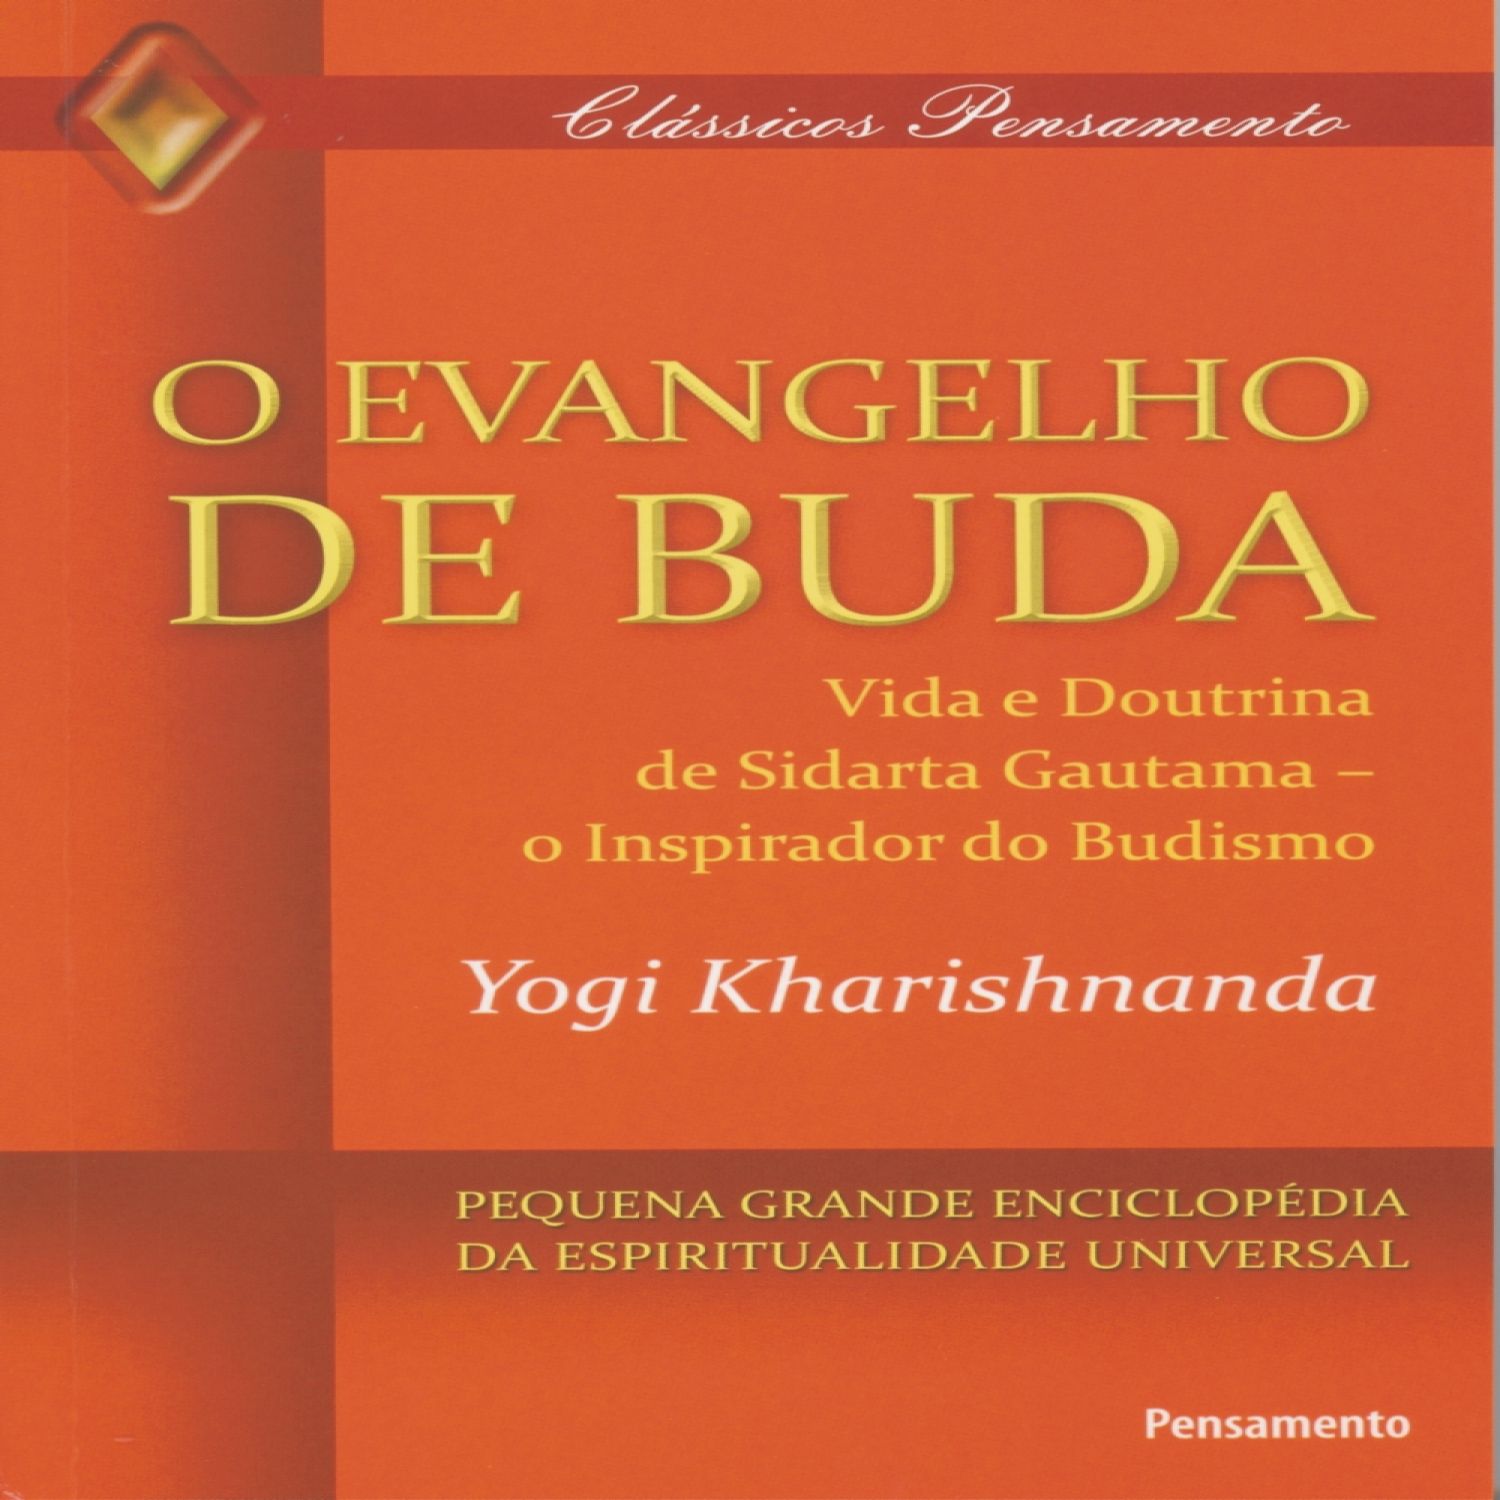 Clássicos Pensamento
O EVANGELHO
DE BUDA
Vida e Doutrina
de Sidarta Gautama –
o Inspirador do Budismo
Yogi Kharishnanda
PEQUENA GRANDE ENCICLOPÉDIA
DA ESPIRITUALIDADE UNIVERSAL
Pensamento